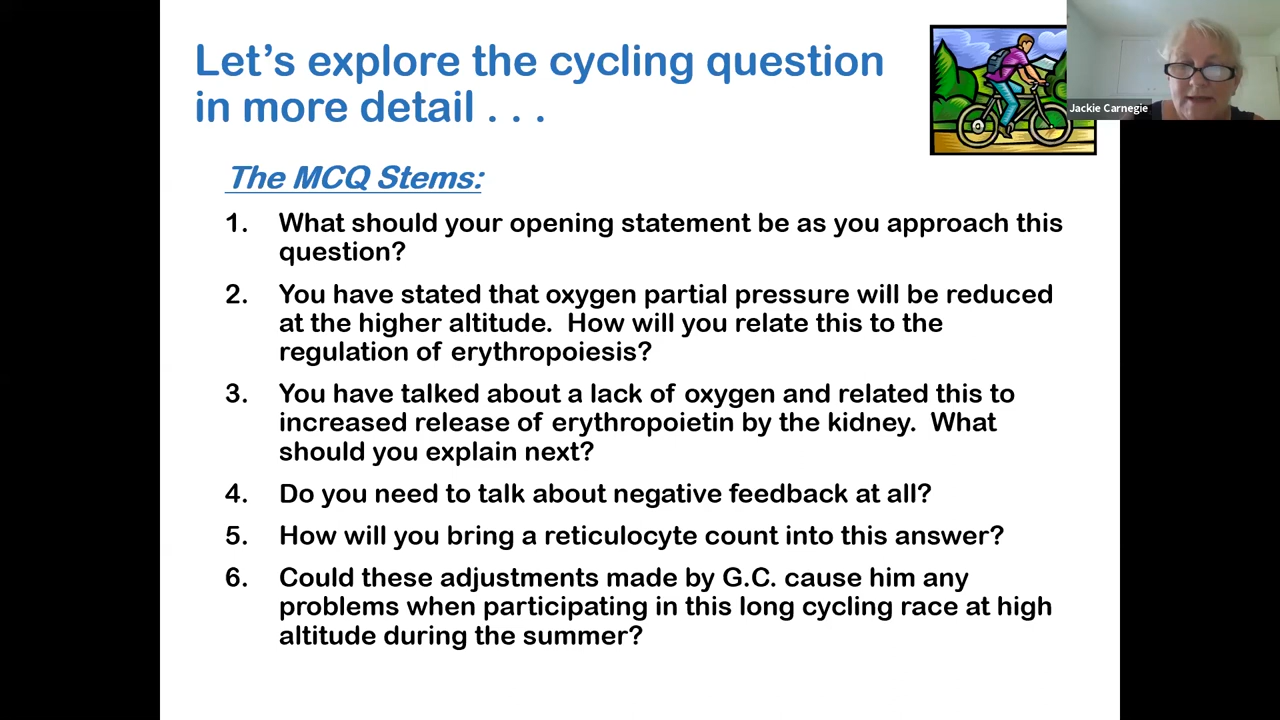 Let's explore the cycling question
in more detail . . .
Jackie Carnegie
The MCQ Stems:
1. What should your opening statement be as you approach this
question?
2. You have stated that oxygen partial pressure will be reduced
at the higher altitude. How will you relate this to the
regulation of erythropoiesis?
3. You have talked about a lack of oxygen and related this to
increased release of erythropoietin by the kidney. What
should you explain next?
4. Do you need to talk about negative feedback at all?
5. How will you bring a reticulocyte count into this answer?
6. Could these adjustments made by G.C. cause him any
problems when participating in this long cycling race at high
altitude during the summer?